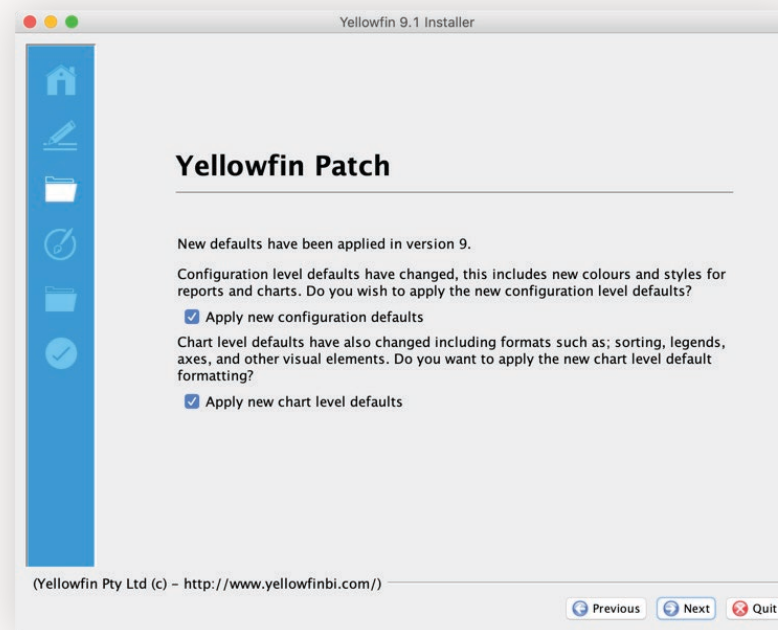 Yellowfin 9.1 Installer
Yellowfin Patch
New defaults have been applied in version 9.
Configuration level defaults have changed, this includes new colours and styles for
reports and charts. Do you wish to apply the new configuration level defaults?
Apply new configuration defaults
Chart level defaults have also changed including formats such as; sorting, legends,
axes, and other visual elements. Do you want to apply the new chart level default
formatting?
Apply new chart level defaults
(Yellowfin Pty Ltd (c) – http://www.yellowfinbi.com/)
Previous Next Quit